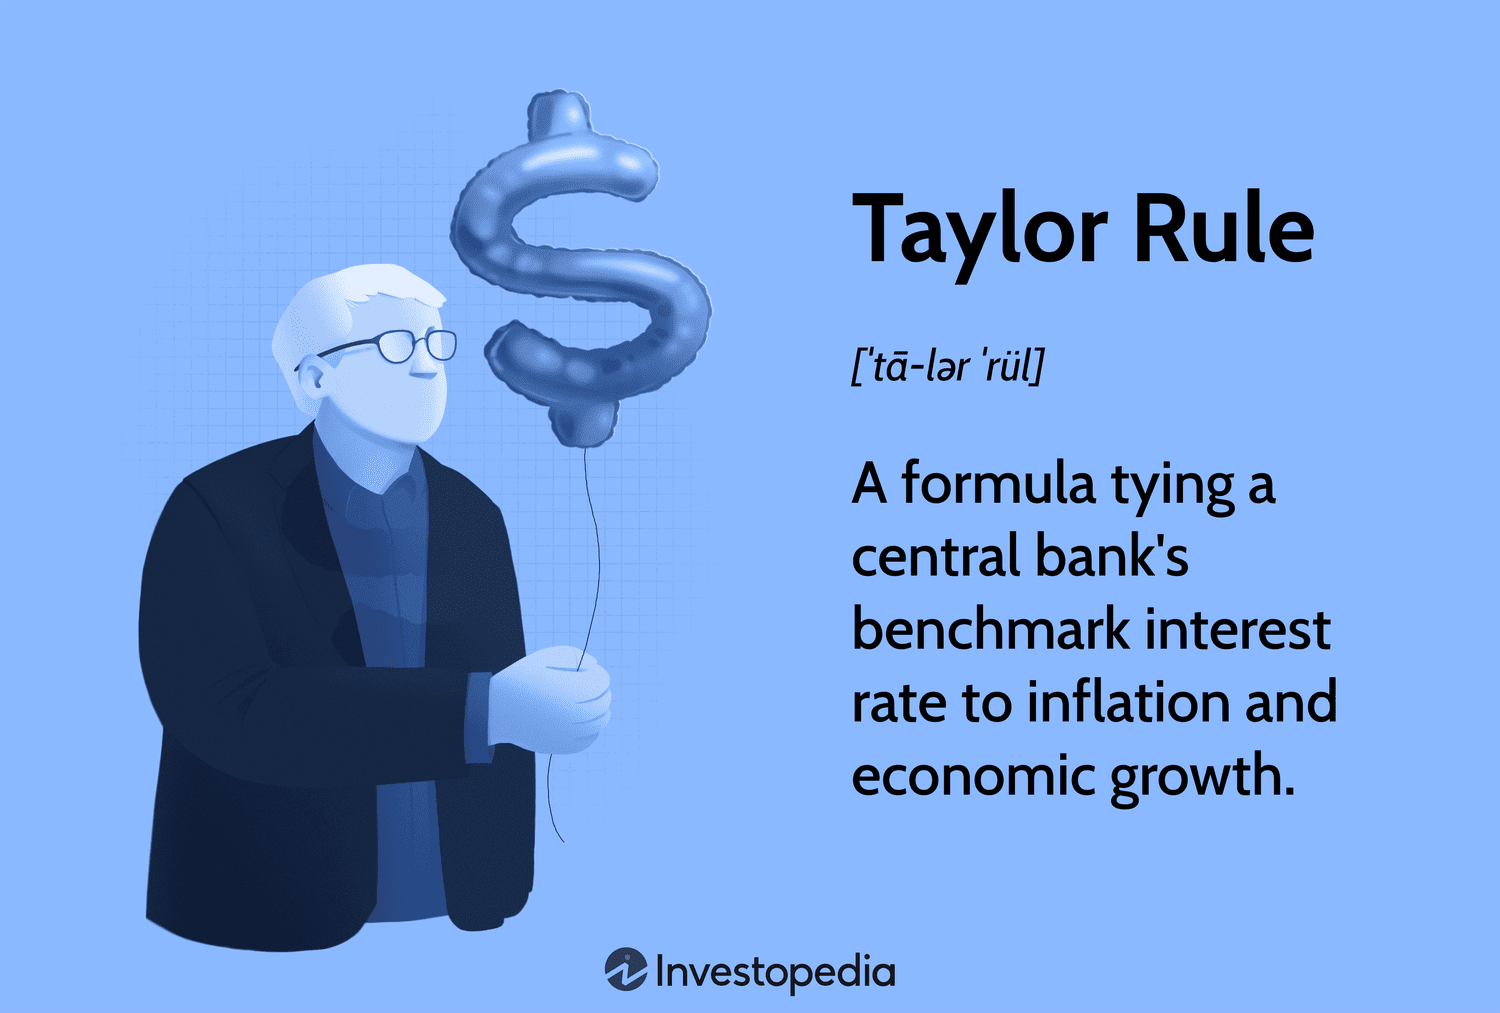 Taylor Rule
[ˈtā-lər ˈrül]
A formula tying a
central bank's
benchmark interest
rate to inflation and
economic growth.
Investopedia